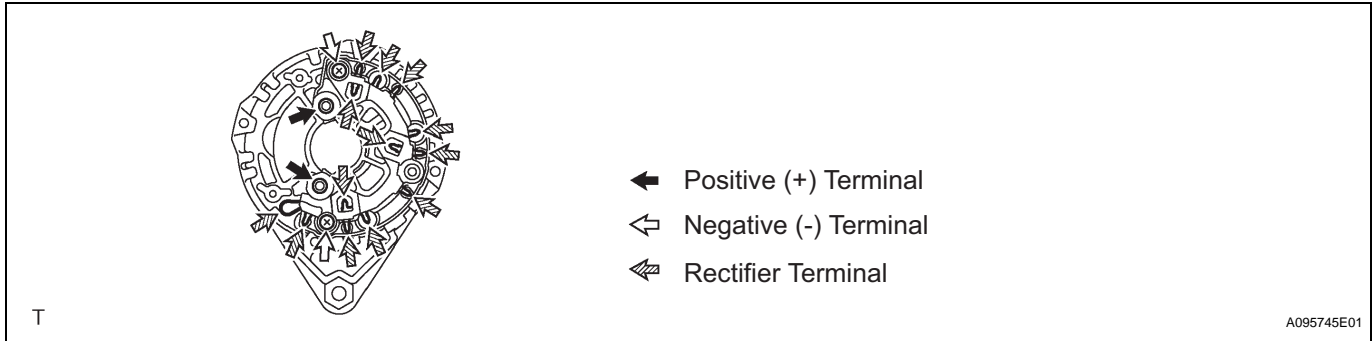 Positive (+) Terminal
Negative (-) Terminal
Rectifier Terminal
T
A095745E01